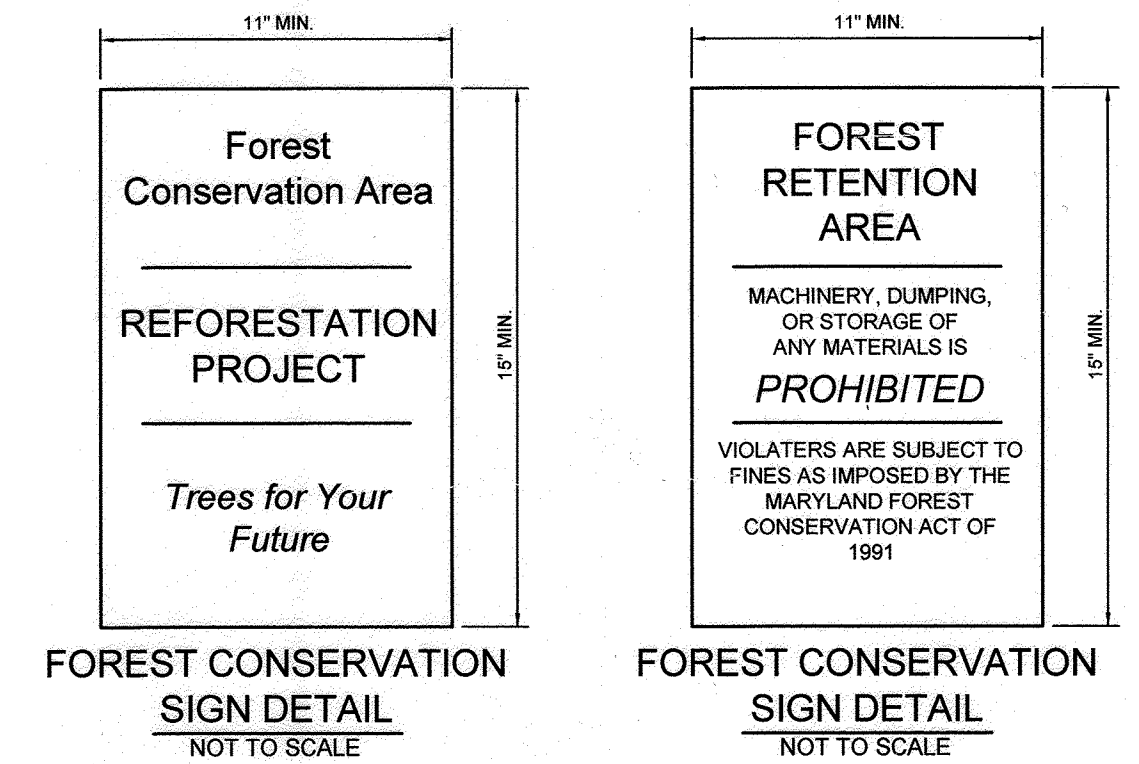 11" MIN.
Forest
Conservation Area
REFORESTATION
PROJECT
Trees for Your
Future
15" MIN.
FOREST CONSERVATION
SIGN DETAIL
NOT TO SCALE
11" MIN.
FOREST
RETENTION
AREA
MACHINERY, DUMPING,
OR STORAGE OF
ANY MATERIALS IS
PROHIBITED
VIOLATERS ARE SUBJECT TO
FINES AS IMPOSED BY THE
MARYLAND FOREST
CONSERVATION ACT OF
1991
15" MIN.
FOREST CONSERVATION
SIGN DETAIL
NOT TO SCALE